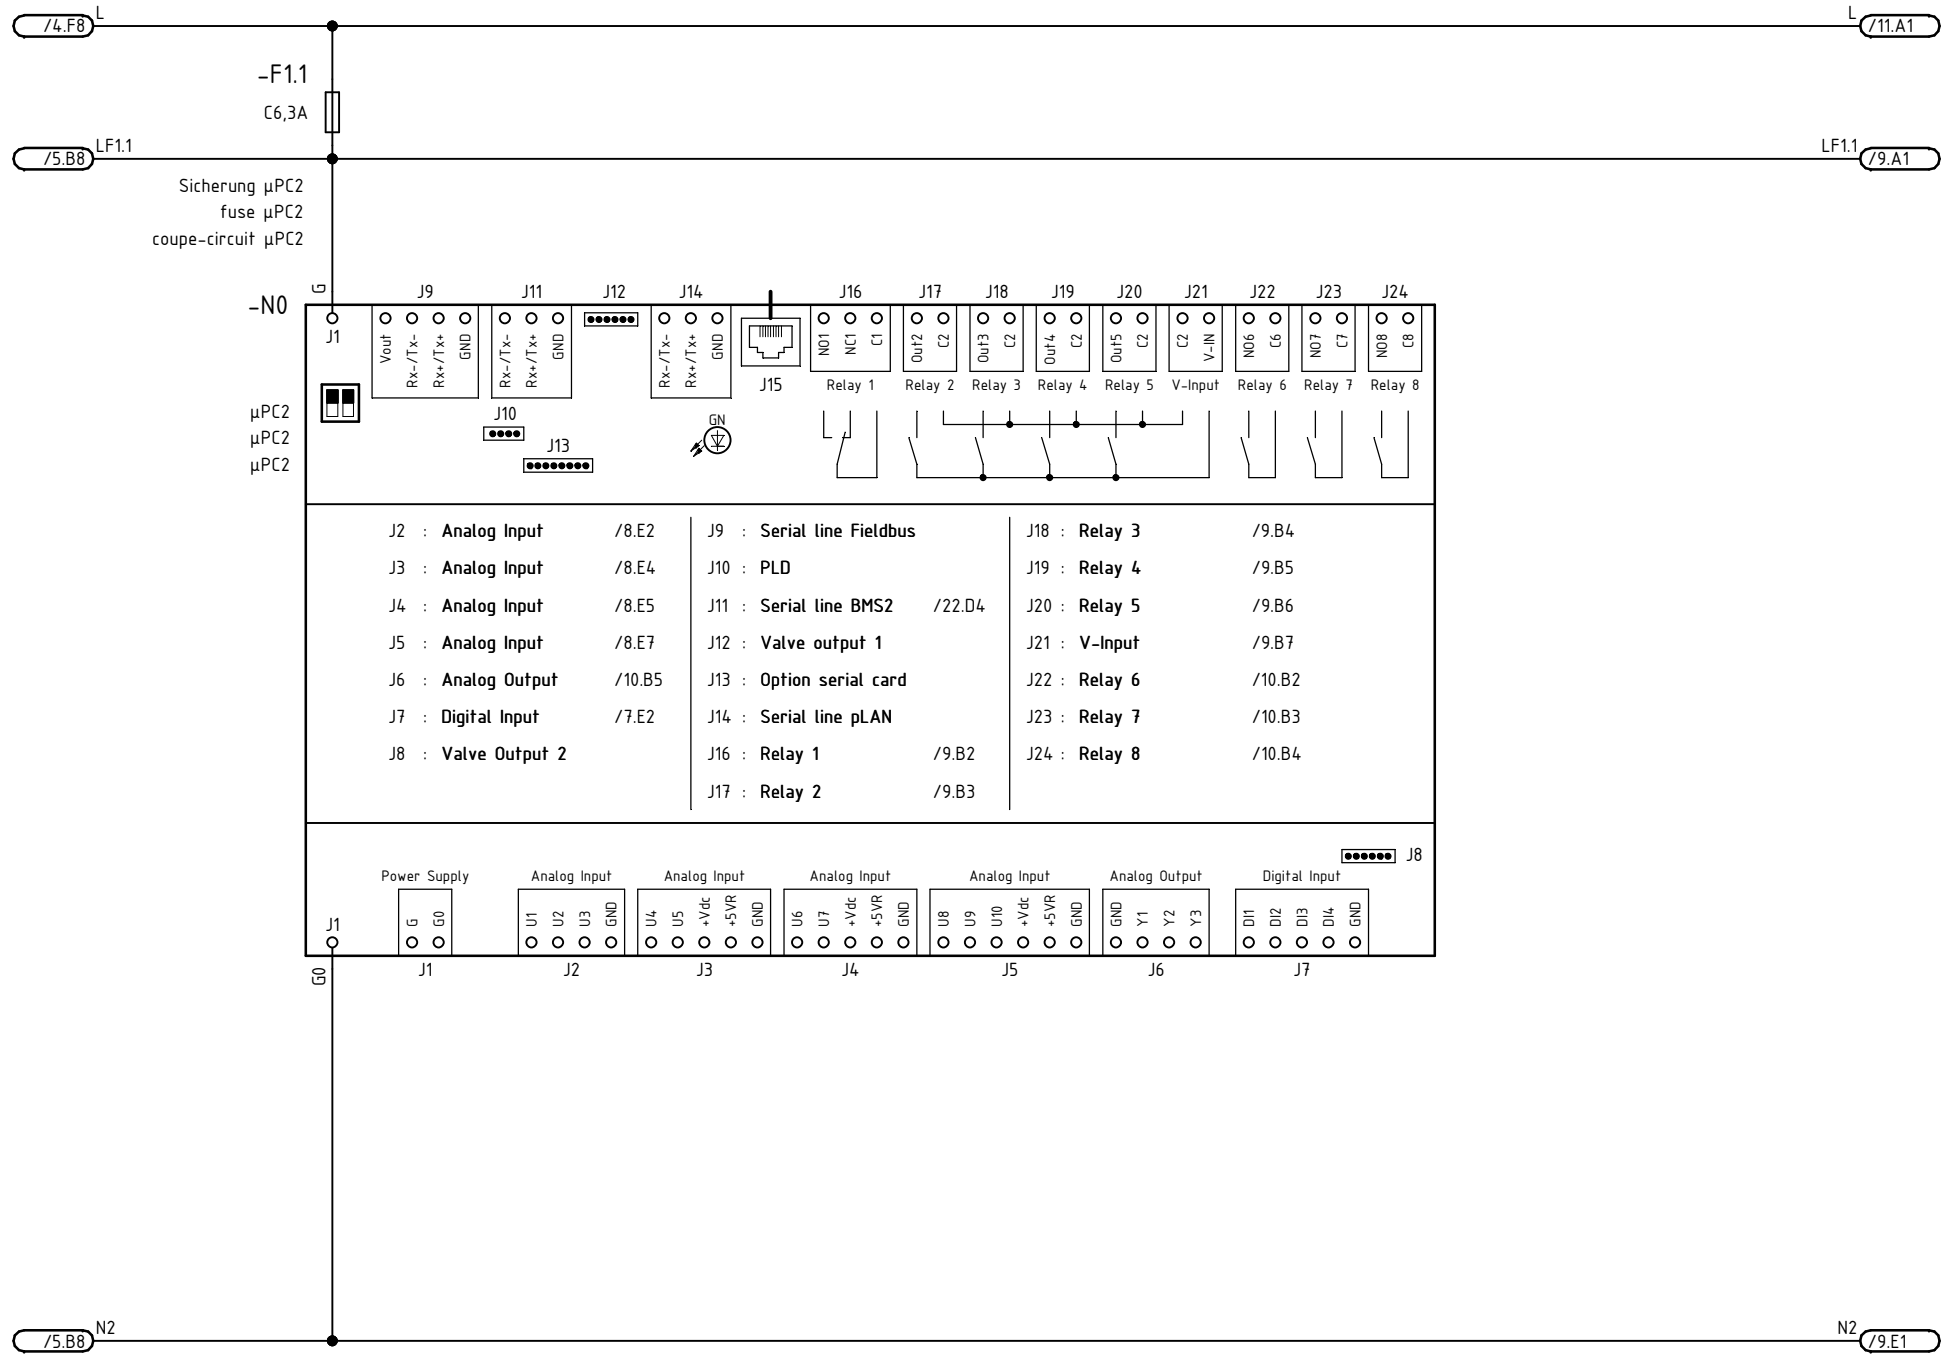 L
L
/4.F8
/11.A1
-F1.1
C6,3A
LF1.1
LF1.1
/5.B8
/9.A1
Sicherung µPC2
fuse µPC2
coupe-circuit µPC2
G
-N0
J9
J11
J12
J14
J16
J17
J18
J19
J20
J21
J22
J23
J24
J1
Vout
Rx-/Tx-
Rx+/Tx+
GND
Rx-/Tx-
Rx+/Tx+
GND
Rx-/Tx-
Rx+/Tx+
GND
NO1
NC1
C1
Out2
C2
Out3
C2
Out4
C2
Out5
C2
C2
V-IN
NO6
C6
NO7
C7
NO8
C8
J15
Relay 1
Relay 2
Relay 3
Relay 4
Relay 5
V-Input
Relay 6
Relay 7
Relay 8
µPC2
µPC2
µPC2
J10
J13
GN
J2 : Analog Input /8.E2
J3 : Analog Input /8.E4
J4 : Analog Input /8.E5
J5 : Analog Input /8.E7
J6 : Analog Output /10.B5
J7 : Digital Input /7.E2
J8 : Valve Output 2
J9 : Serial line Fieldbus
J10 : PLD
J11 : Serial line BMS2 /22.D4
J12 : Valve output 1
J13 : Option serial card
J14 : Serial line pLAN
J16 : Relay 1 /9.B2
J17 : Relay 2 /9.B3
J18 : Relay 3 /9.B4
J19 : Relay 4 /9.B5
J20 : Relay 5 /9.B6
J21 : V-Input /9.B7
J22 : Relay 6 /10.B2
J23 : Relay 7 /10.B3
J24 : Relay 8 /10.B4
J8
Power Supply
Analog Input
Analog Input
Analog Input
Analog Input
Analog Output
Digital Input
J1
G
G0
U1
U2
U3
GND
U4
U5
+Vdc
+5VR
GND
U6
U7
+Vdc
+5VR
GND
U8
U9
U10
+Vdc
+5VR
GND
GND
Y1
Y2
Y3
DI1
DI2
DI3
DI4
GND
G0
J1
J2
J3
J4
J5
J6
J7
N2
N2
/5.B8
/9.E1